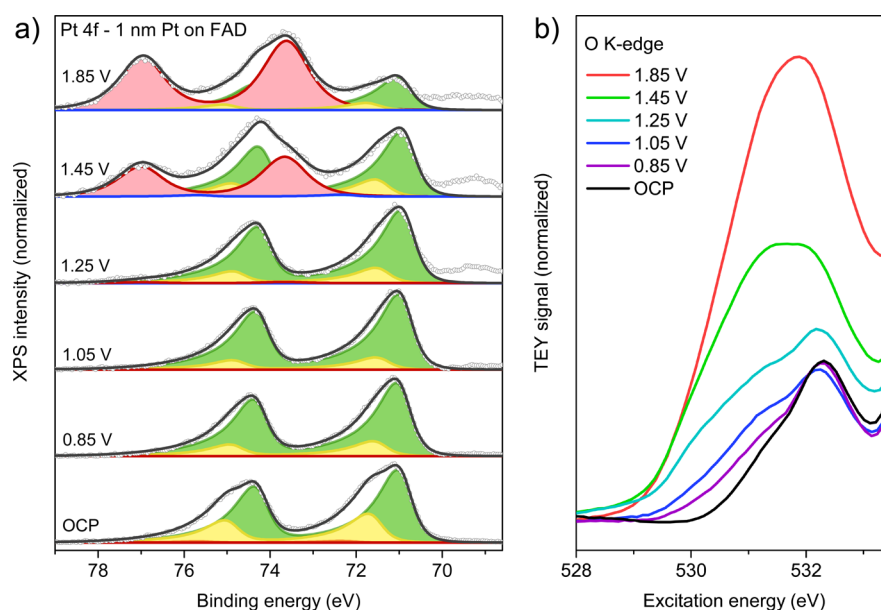 a)
Pt 4f - 1 nm Pt on FAD
1.85 V
1.45 V
1.25 V
1.05 V
0.85 V
OCP
XPS intensity (normalized)
78 76 74 72 70
Binding energy (eV)
b)
O K-edge
1.85 V
1.45 V
1.25 V
1.05 V
0.85 V
OCP
TEY signal (normalized)
528 530 532
Excitation energy (eV)